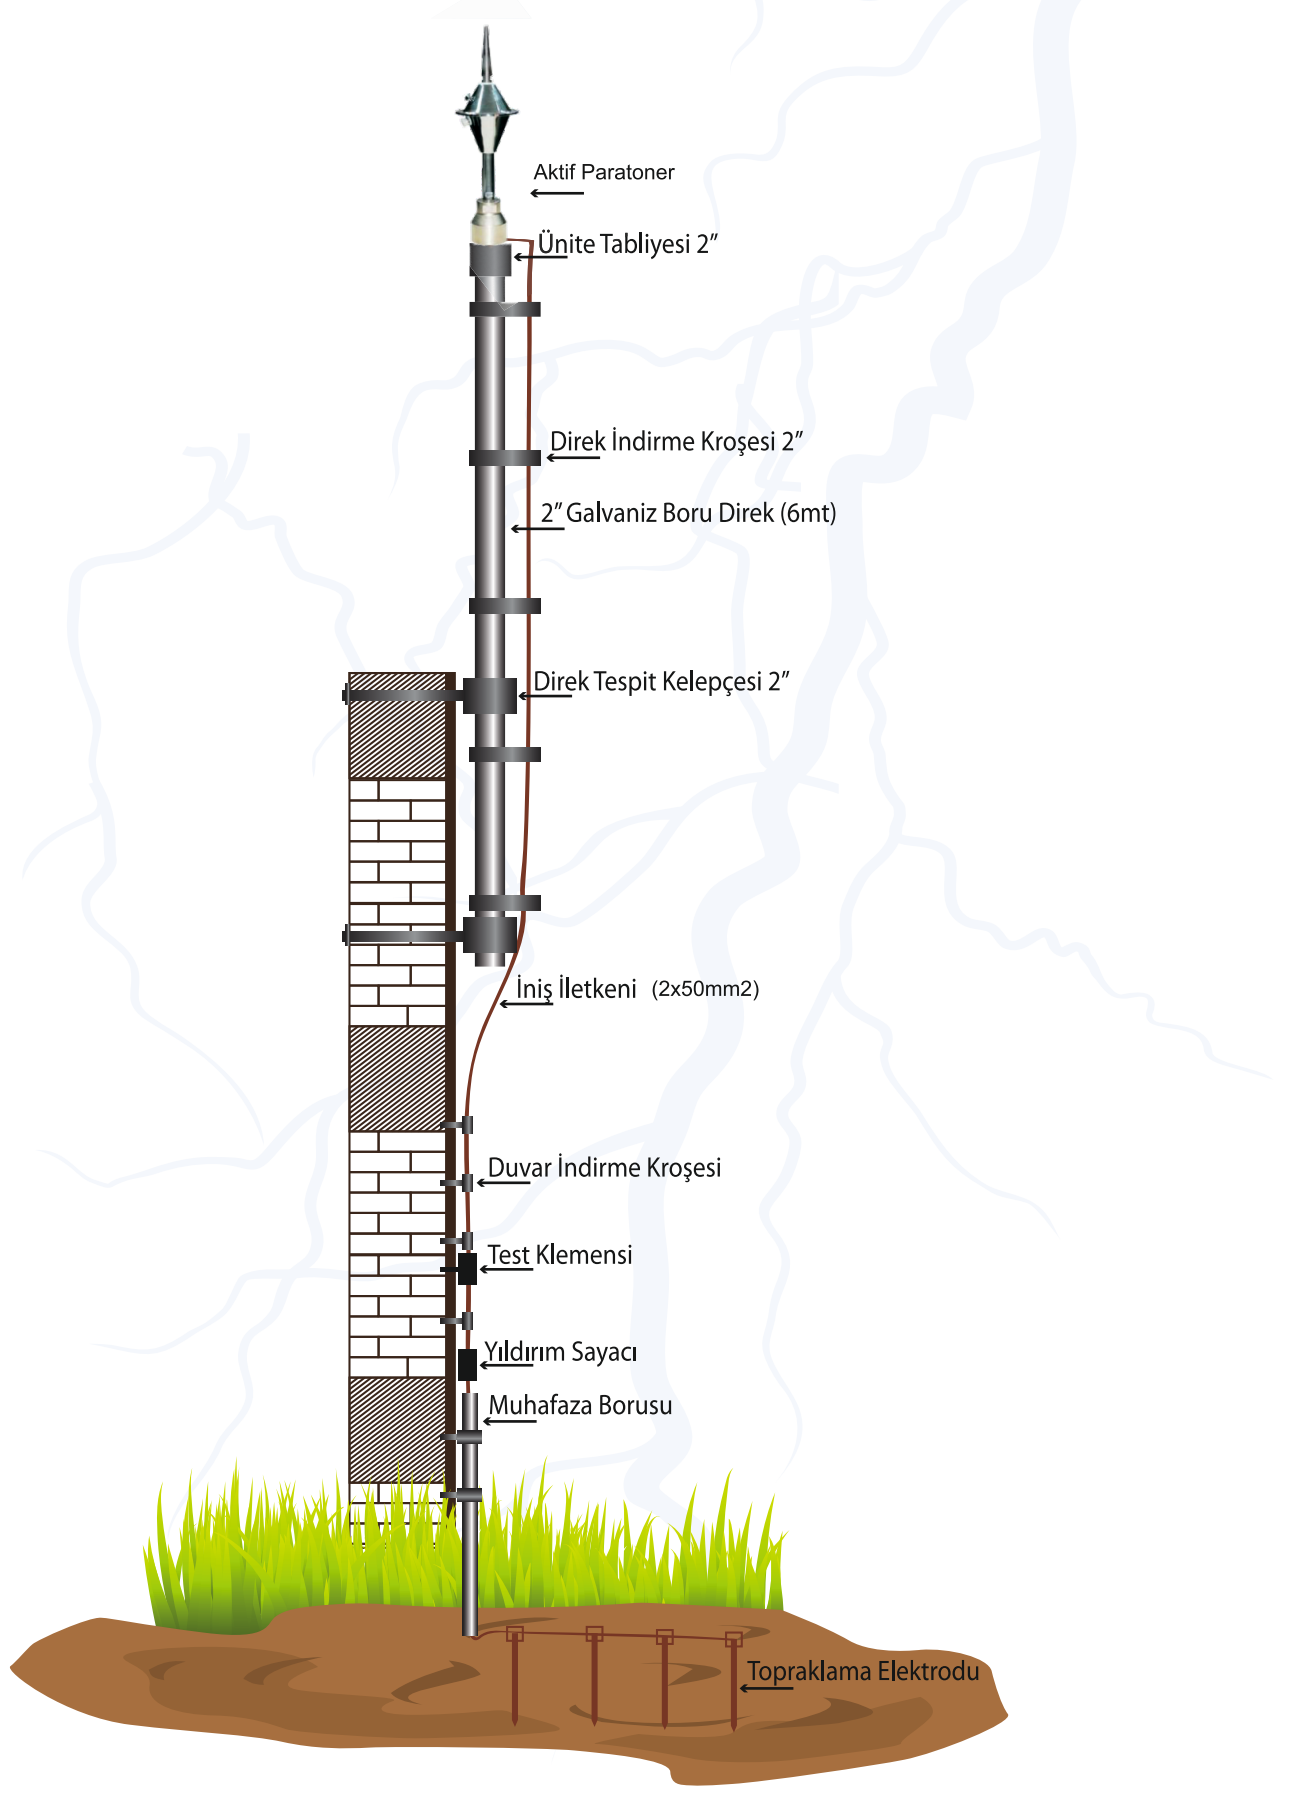 Aktif Paratoner
Ünite Tabliyesi 2”
Direk İndirme Kroşesi 2”
2” Galvaniz Boru Direk (6mt)
Direk Tespit Kelepçesi 2”
İniş İletkeni (2x50mm2)
Duvar İndirme Kroşesi
Test Klemensi
Yıldırım Sayacı
Muhafaza Borusu
Topraklama Elektrodu